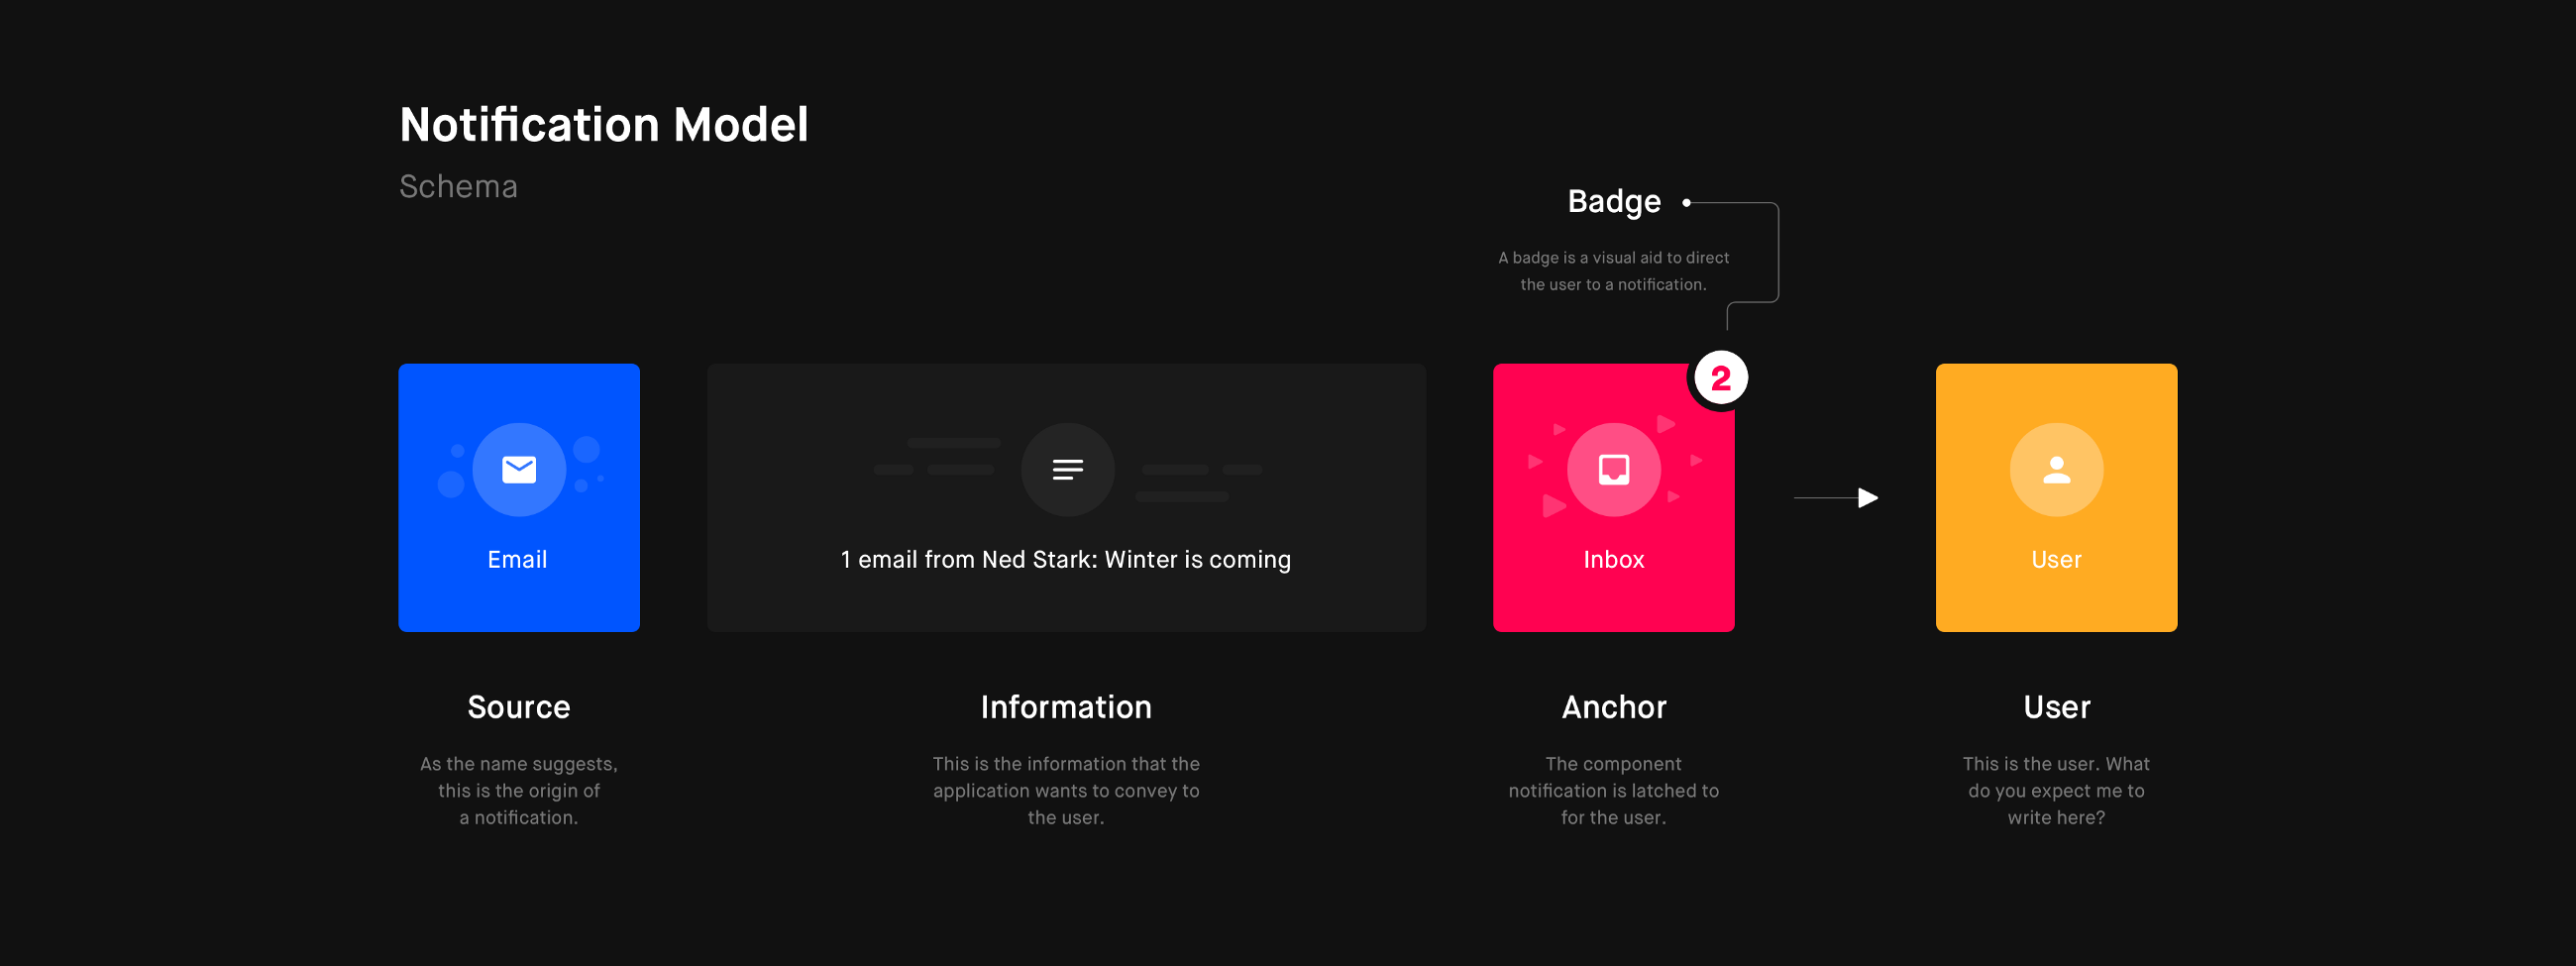 Notification Model
Schema
Badge
A badge is a visual aid to direct
the user to a notification.
2
Email
1 email from Ned Stark: Winter is coming
Inbox
User
Source
As the name suggests,
this is the origin of
a notification.
Information
This is the information that the
application wants to convey to
the user.
Anchor
The component
notification is latched to
for the user.
User
This is the user. What
do you expect me to
write here?